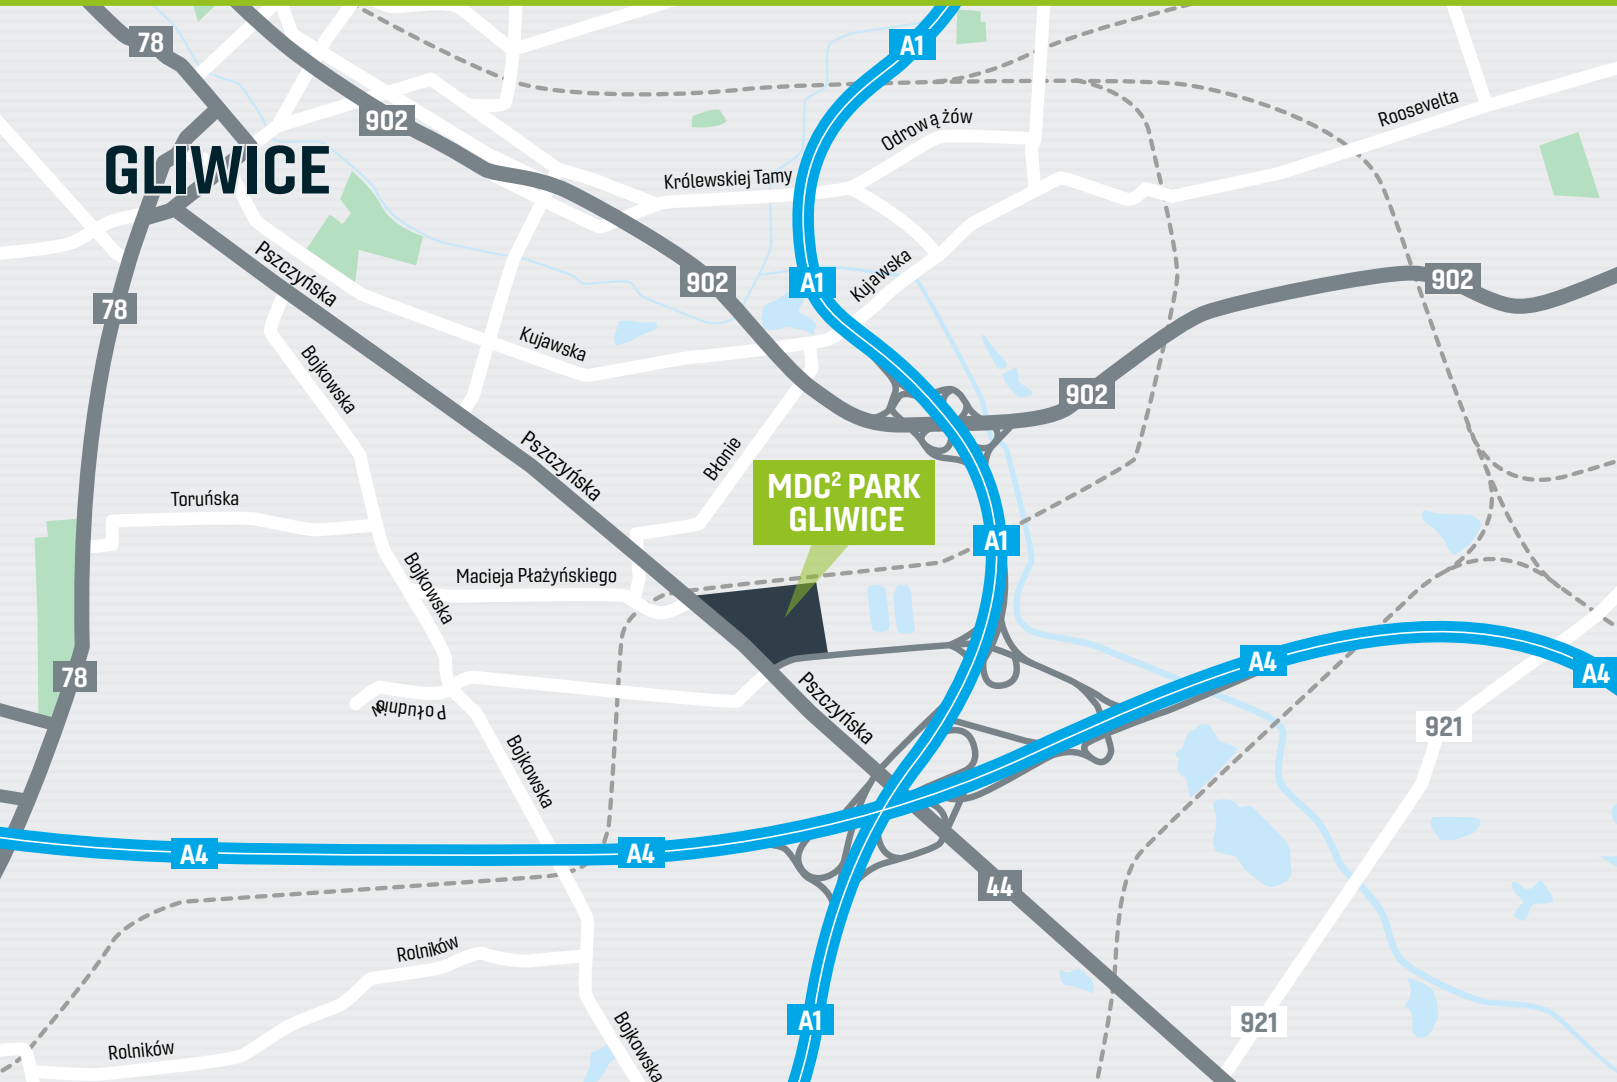 78
A1
902
Odrowążów
Roosevelta
GLIWICE
Królewskiej Tamy
Pszczyńska
902
A1
Kujawska
902
78
Kujawska
Bojkowska
902
Pszczyńska
Błonie
MDC² PARK
GLIWICE
Toruńska
A1
Bojkowska
Macieja Płażyńskiego
78
A4
A4
Południe
Pszczyńska
921
Bojkowska
A4
A4
44
Rolników
A1
921
Rolników
Bojkowska